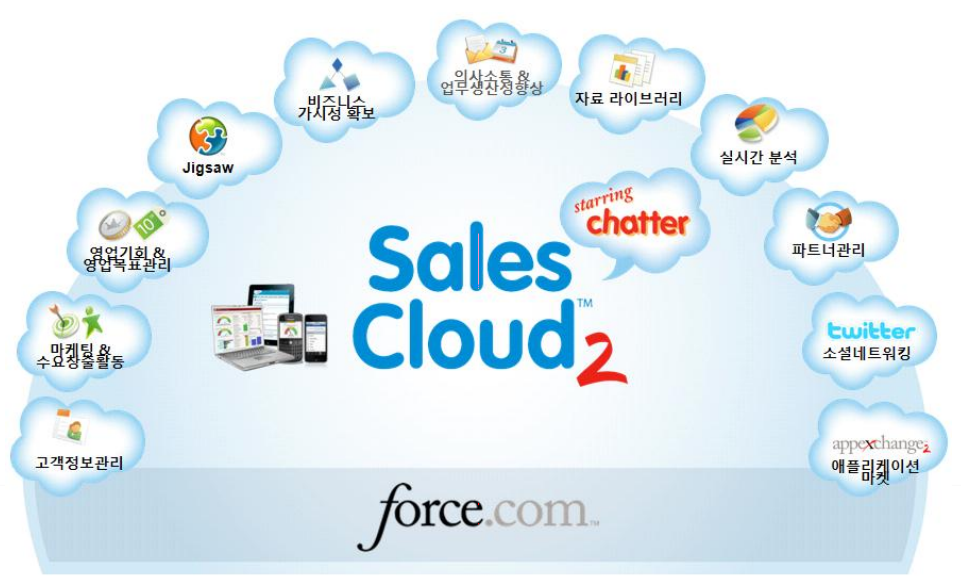 의사소통 &
업무생산성향상
비즈니스
가시성 확보
자료 라이브러리
Jigsaw
실시간 분석
영업기회 &
영업목표관리
starring
chatter
파트너관리
Sales
Cloud™
2
마케팅 &
수요창출활동
twitter
소셜네트워킹
고객정보관리
appexchange2
애플리케이션
마켓
force.com™